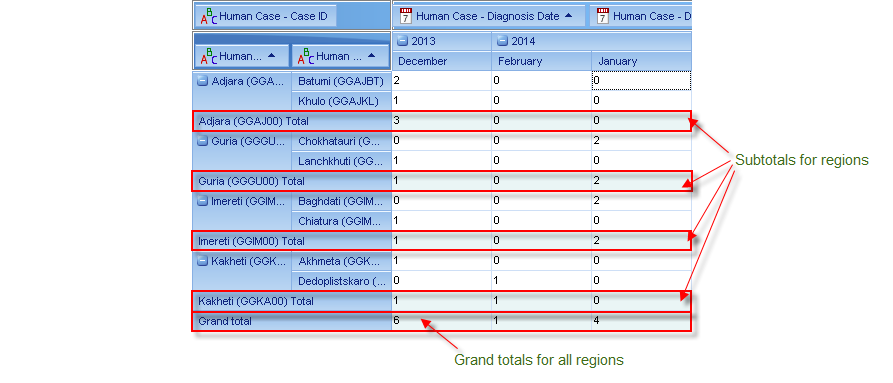 Human Case - Case ID
Human Case - Diagnosis Date
Human Case - D
Human...
Human ...
2013
2014
December
February
January
Adjara (GGA...
Batumi (GGAJBT)
2
0
0
Khulo (GGAJKL)
1
0
0
Adjara (GGAJ00) Total
3
0
0
Guria (GGGU...
Chokhatauri (G...
0
0
2
Lanchkhuti (GG...
1
0
0
Guria (GGGU00) Total
1
0
2
Subtotals for regions
Imereti (GGIM...
Baghdati (GGIM...
0
0
2
Chiatura (GGIM...
1
0
0
Imereti (GGIM00) Total
1
0
2
Kakheti (GGK...
Akhmeta (GGK...
1
0
0
Dedoplistskaro (...
0
1
0
Kakheti (GGKA00) Total
1
1
0
Grand total
6
1
4
Grand totals for all regions